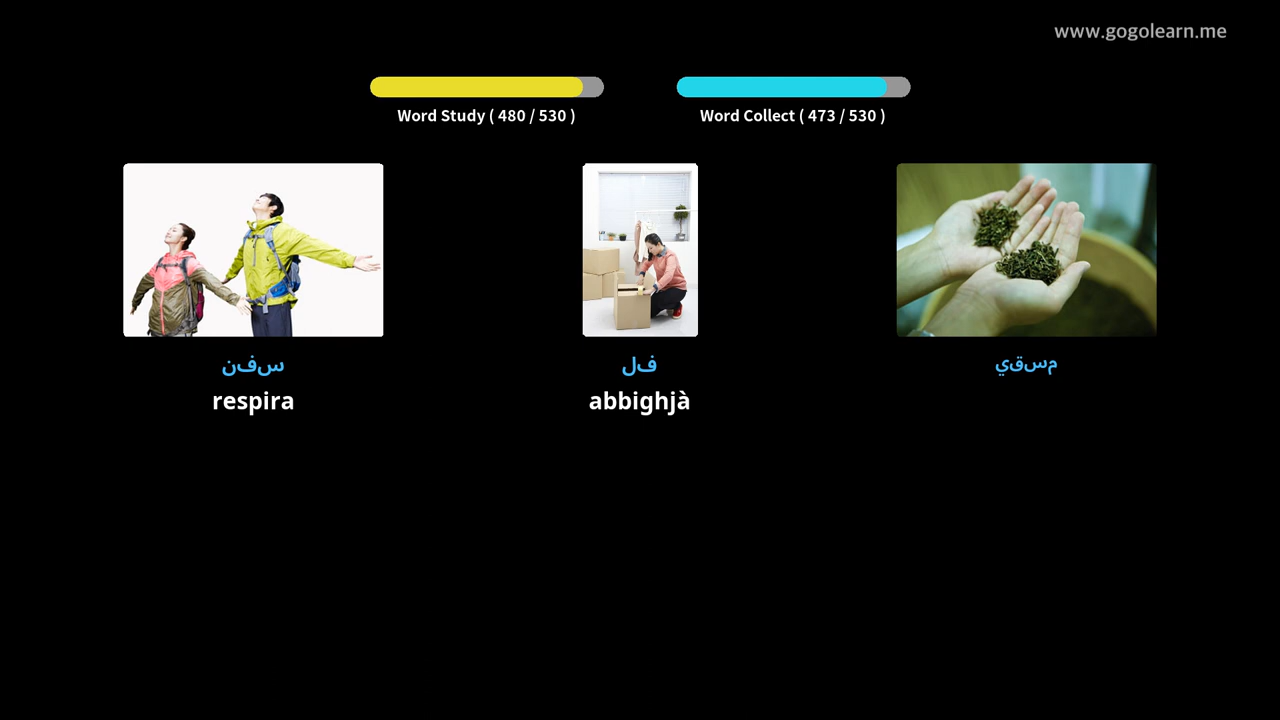 www.gogolearn.me
Word Study ( 480 / 530 )
Word Collect ( 473 / 530 )
سفن
فل
مسقي
respira
abbighjà